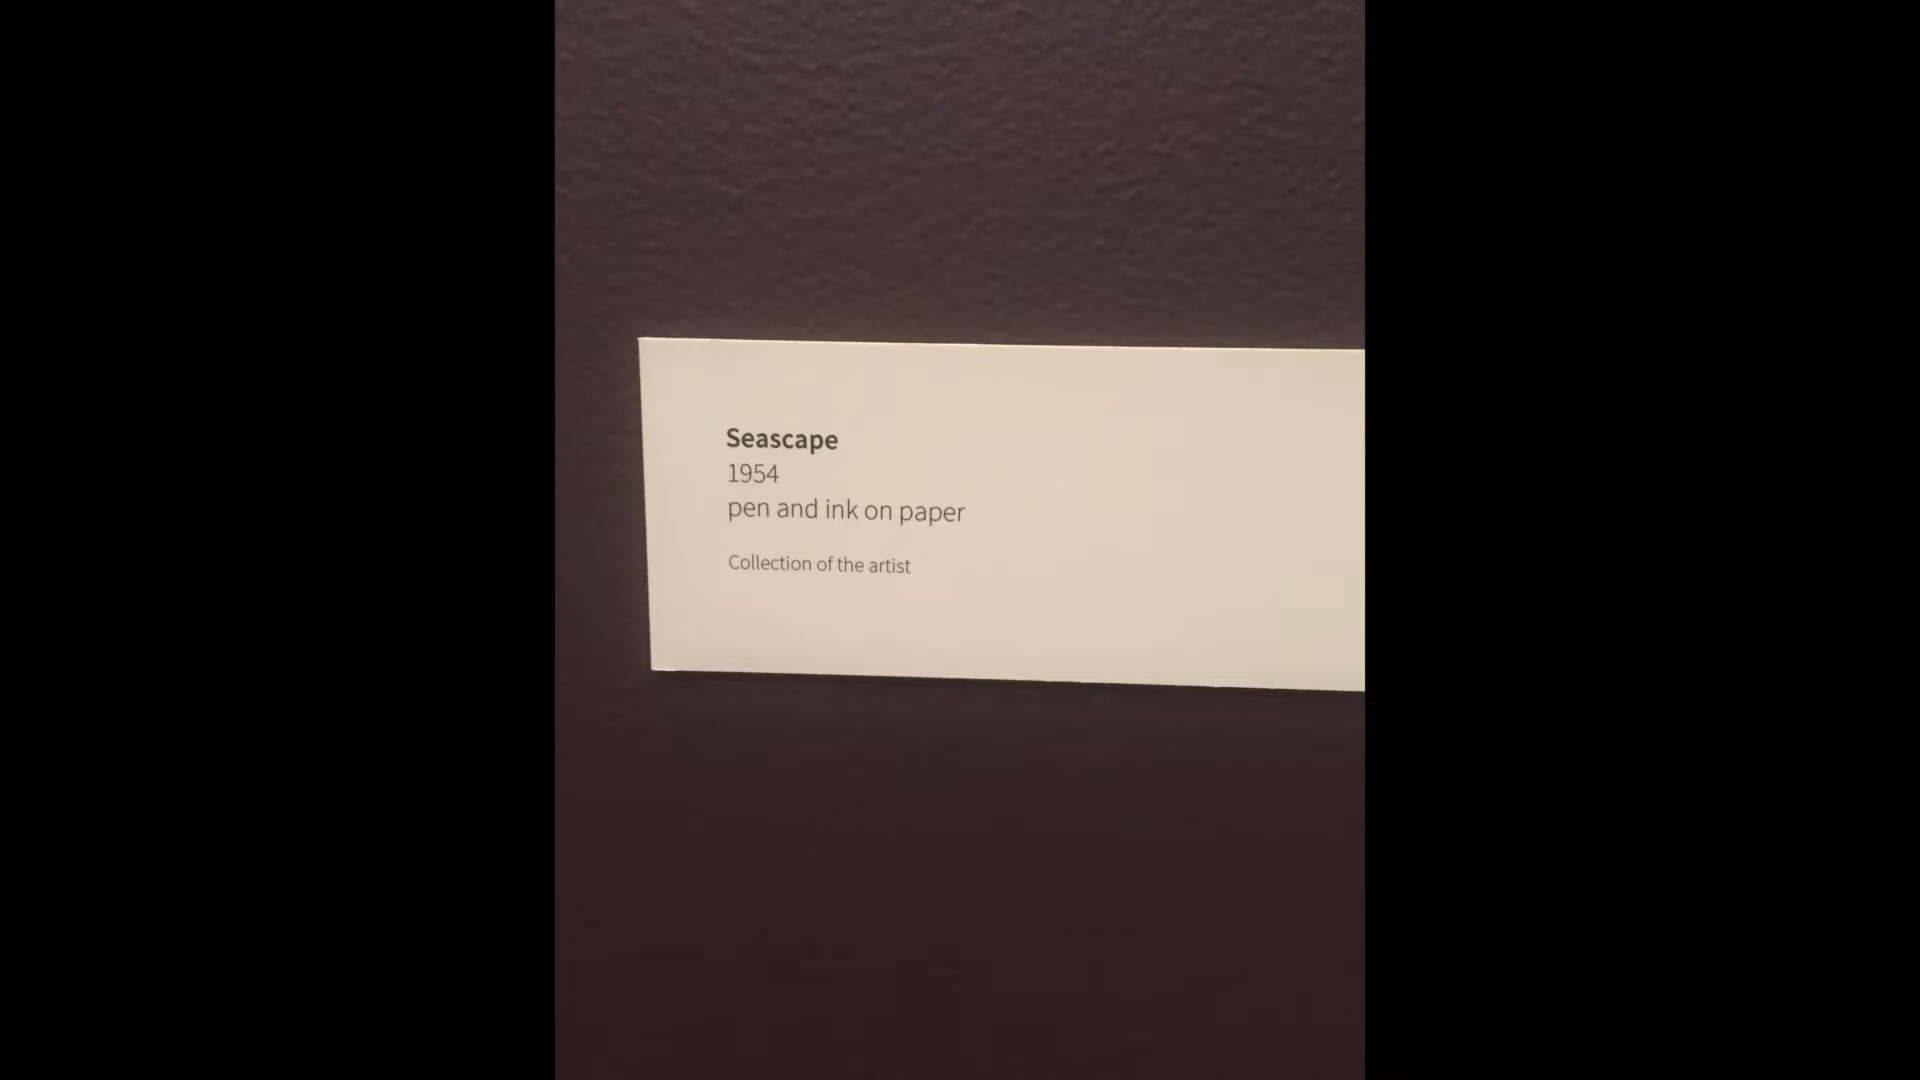 Seascape
1954
pen and ink on paper
Collection of the artist